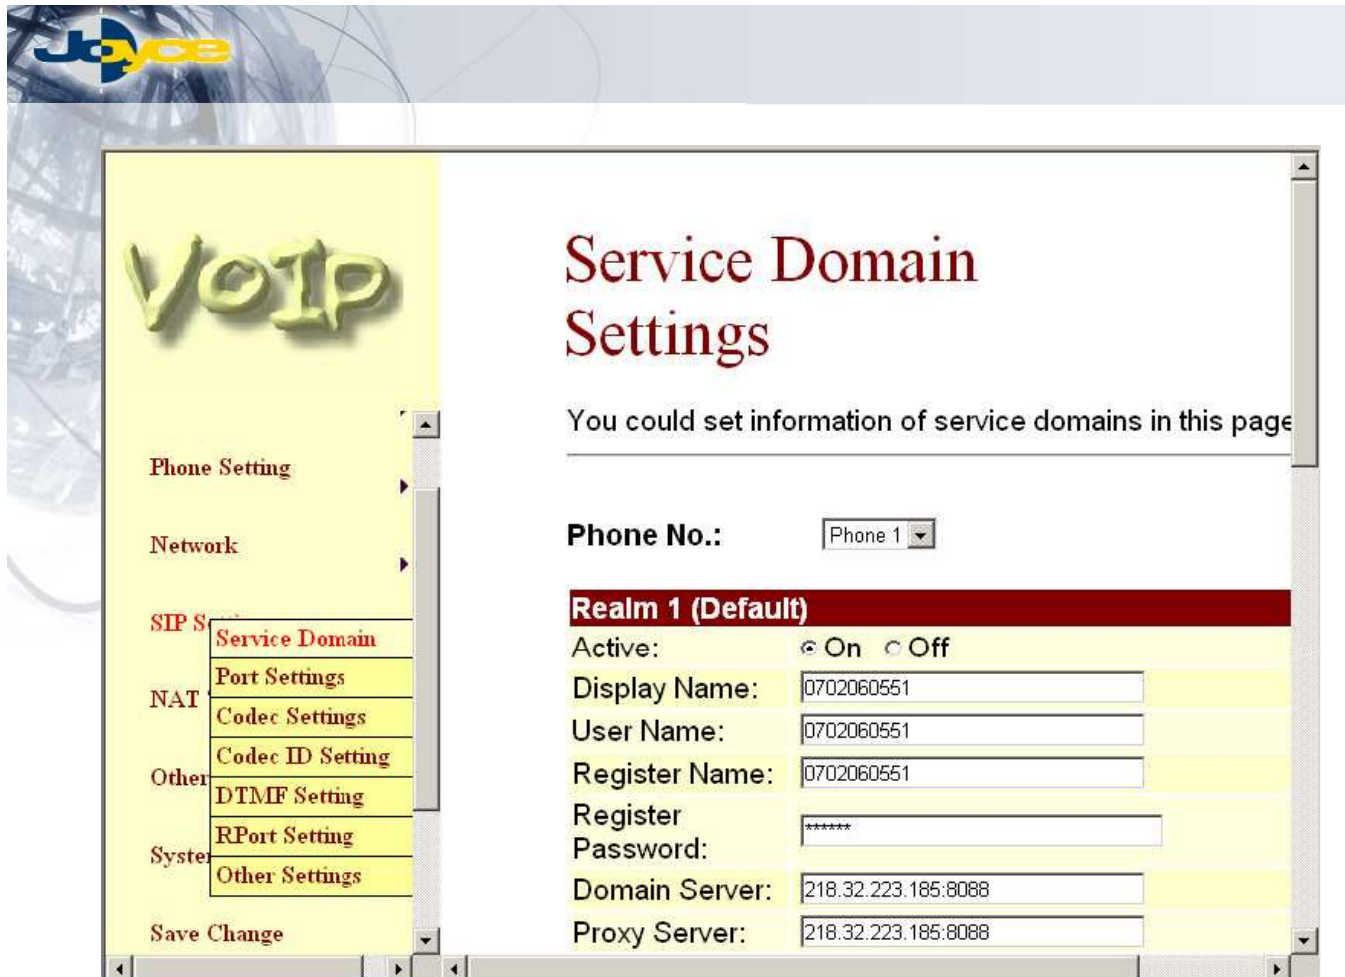 Joyce
VOIP
Phone Setting
Network
SIP
Service Domain
Port Settings
Codec Settings
Codec ID Setting
DTMF Setting
RPort Setting
Other Settings
NAT
Other
Save Change
Service Domain
Settings
You could set information of service domains in this page
Phone No.: Phone 1
Realm 1 (Default)
Active: On Off
Display Name: 0702060551
User Name: 0702060551
Register Name: 0702060551
Register
Password: ******
Domain Server: 218.32.223.185:8088
Proxy Server: 218.32.223.185:8088